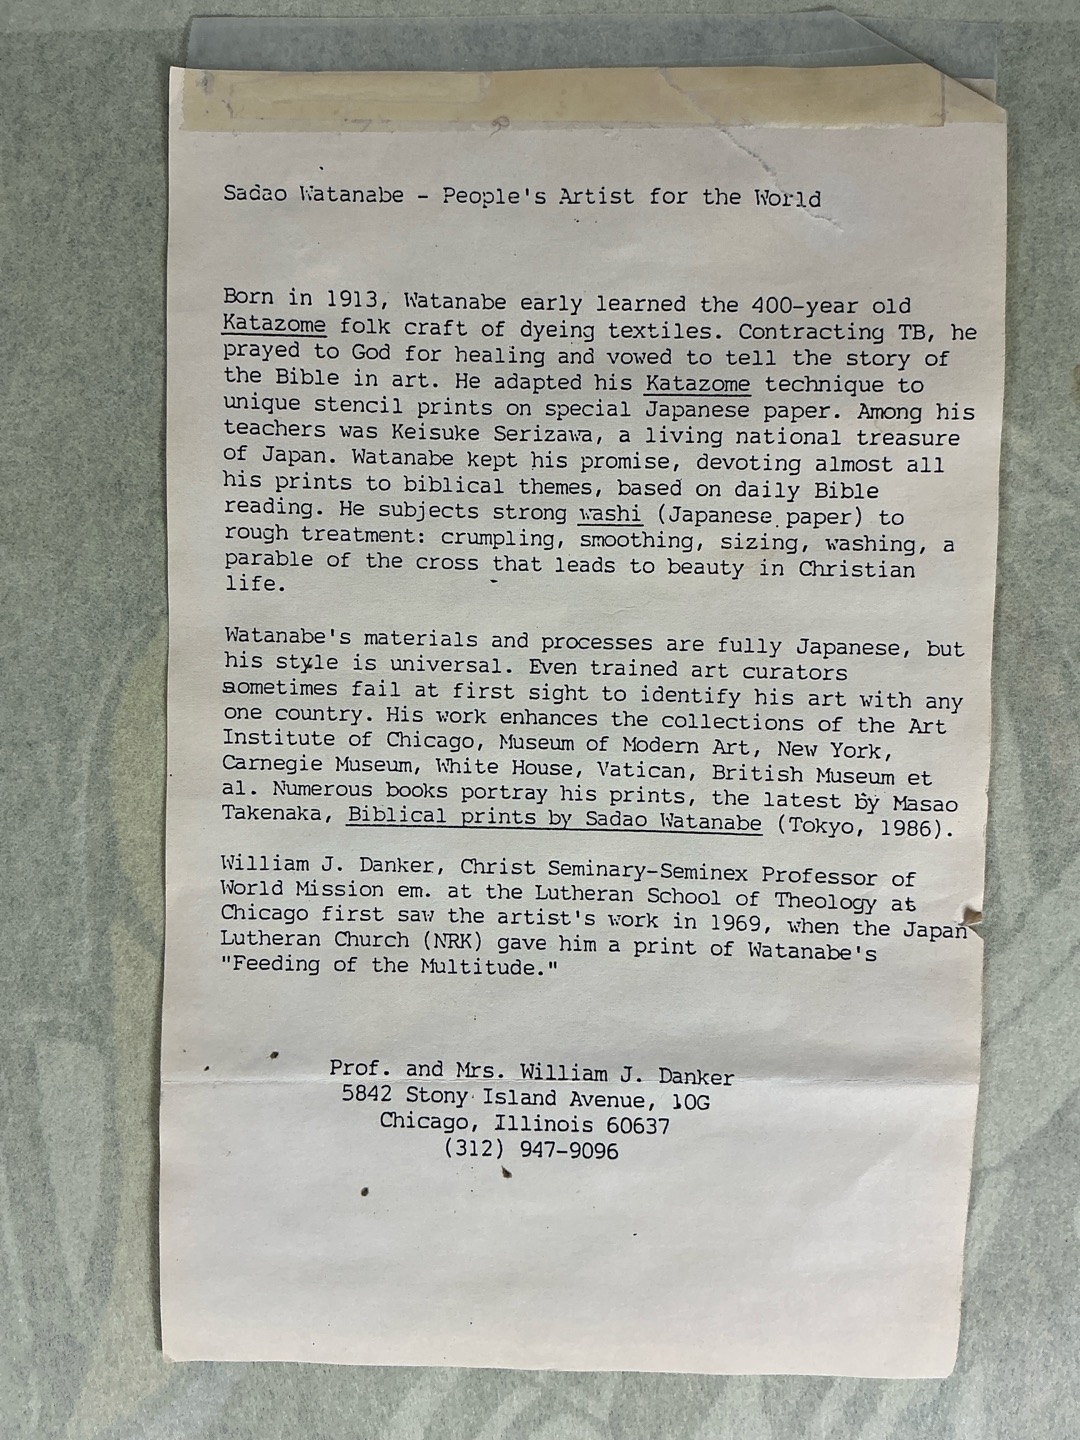 Sadao Watanabe - People's Artist for the World
Born in 1913, Watanabe early learned the 400-year old
Katazome folk craft of dyeing textiles. Contracting TB, he
prayed to God for healing and vowed to tell the story of
the Bible in art. He adapted his Katazome technique to
unique stencil prints on special Japanese paper. Among his
teachers was Keisuke Serizawa, a living national treasure
of Japan. Watanabe kept his promise, devoting almost all
his prints to biblical themes, based on daily Bible
reading. He subjects strong washi (Japanese paper) to
rough treatment: crumpling, smoothing, sizing, washing, a
parable of the cross that leads to beauty in Christian
life.
Watanabe's materials and processes are fully Japanese, but
his style is universal. Even trained art curators
sometimes fail at first sight to identify his art with any
one country. His work enhances the collections of the Art
Institute of Chicago, Museum of Modern Art, New York,
Carnegie Museum, White House, Vatican, British Museum et
al. Numerous books portray his prints, the latest by Masao
Takenaka, Biblical prints by Sadao Watanabe (Tokyo, 1986).
William J. Danker, Christ Seminary-Seminex Professor of
World Mission em. at the Lutheran School of Theology at
Chicago first saw the artist's work in 1969, when the Japan
Lutheran Church (NRK) gave him a print of Watanabe's
"Feeding of the Multitude."
Prof. and Mrs. William J. Danker
5842 Stony Island Avenue, 10G
Chicago, Illinois 60637
(312) 947-9096